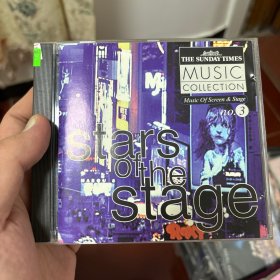 THE SUNDAY TIMES
MUSIC
COLLECTION
Music Of Screen & Stage
no. 3
stars
of the
stage